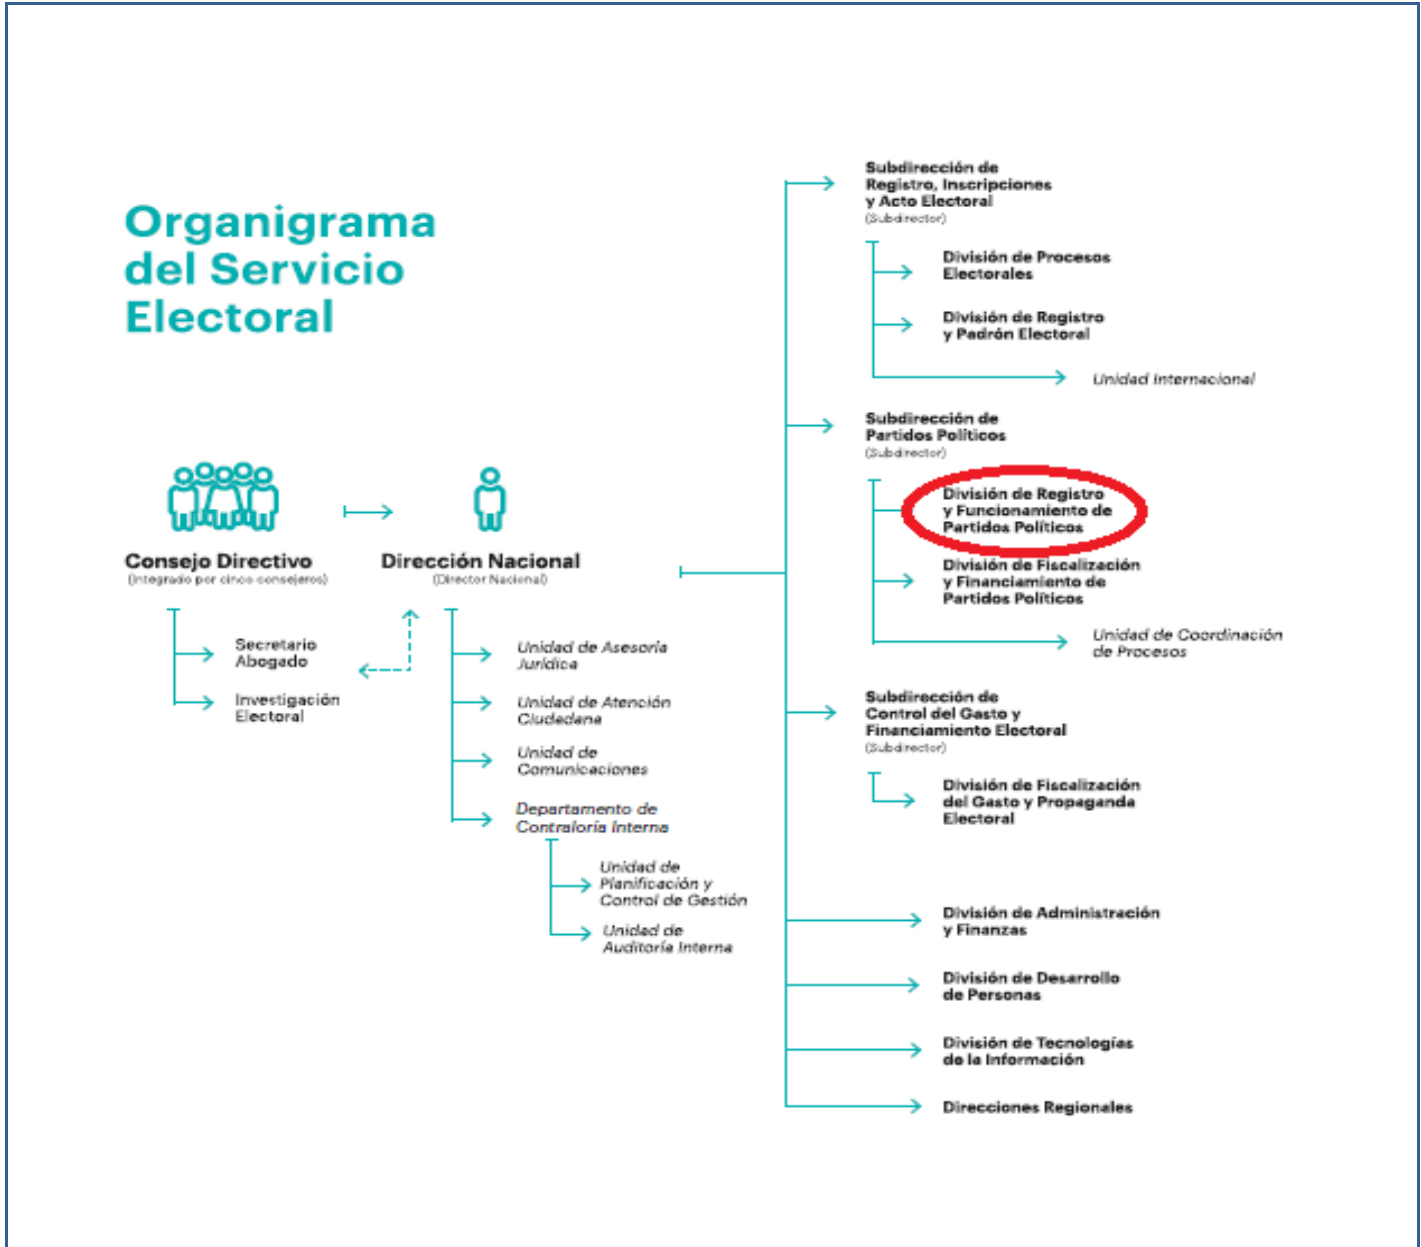 Organigrama
del Servicio
Electoral
Consejo Directivo
(Integrado por cinco consejeros)
Secretario
Abogado
Investigación
Electoral
Dirección Nacional
(Director Nacional)
Unidad de Asesoría
Jurídica
Unidad de Atención
Ciudadana
Unidad de
Comunicaciones
Departamento de
Contraloría Interna
Unidad de
Planificación y
Control de Gestión
Unidad de
Auditoría Interna
Subdirección de
Registro, Inscripciones
y Acto Electoral
(Subdirector)
División de Procesos
Electorales
División de Registro
y Padrón Electoral
Unidad Internacional
Subdirección de
Partidos Políticos
(Subdirector)
División de Registro
y Funcionamiento de
Partidos Políticos
División de Fiscalización
y Financiamiento de
Partidos Políticos
Unidad de Coordinación
de Procesos
Subdirección de
Control del Gasto y
Financiamiento Electoral
(Subdirector)
División de Fiscalización
del Gasto y Propaganda
Electoral
División de Administración
y Finanzas
División de Desarrollo
de Personas
División de Tecnologías
de la Información
Direcciones Regionales